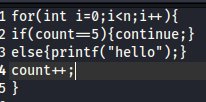 1 for(int i=0;i<n;i++){
2 if(count==5){continue;}
3 else{printf("hello");}
4 count++;
5 }